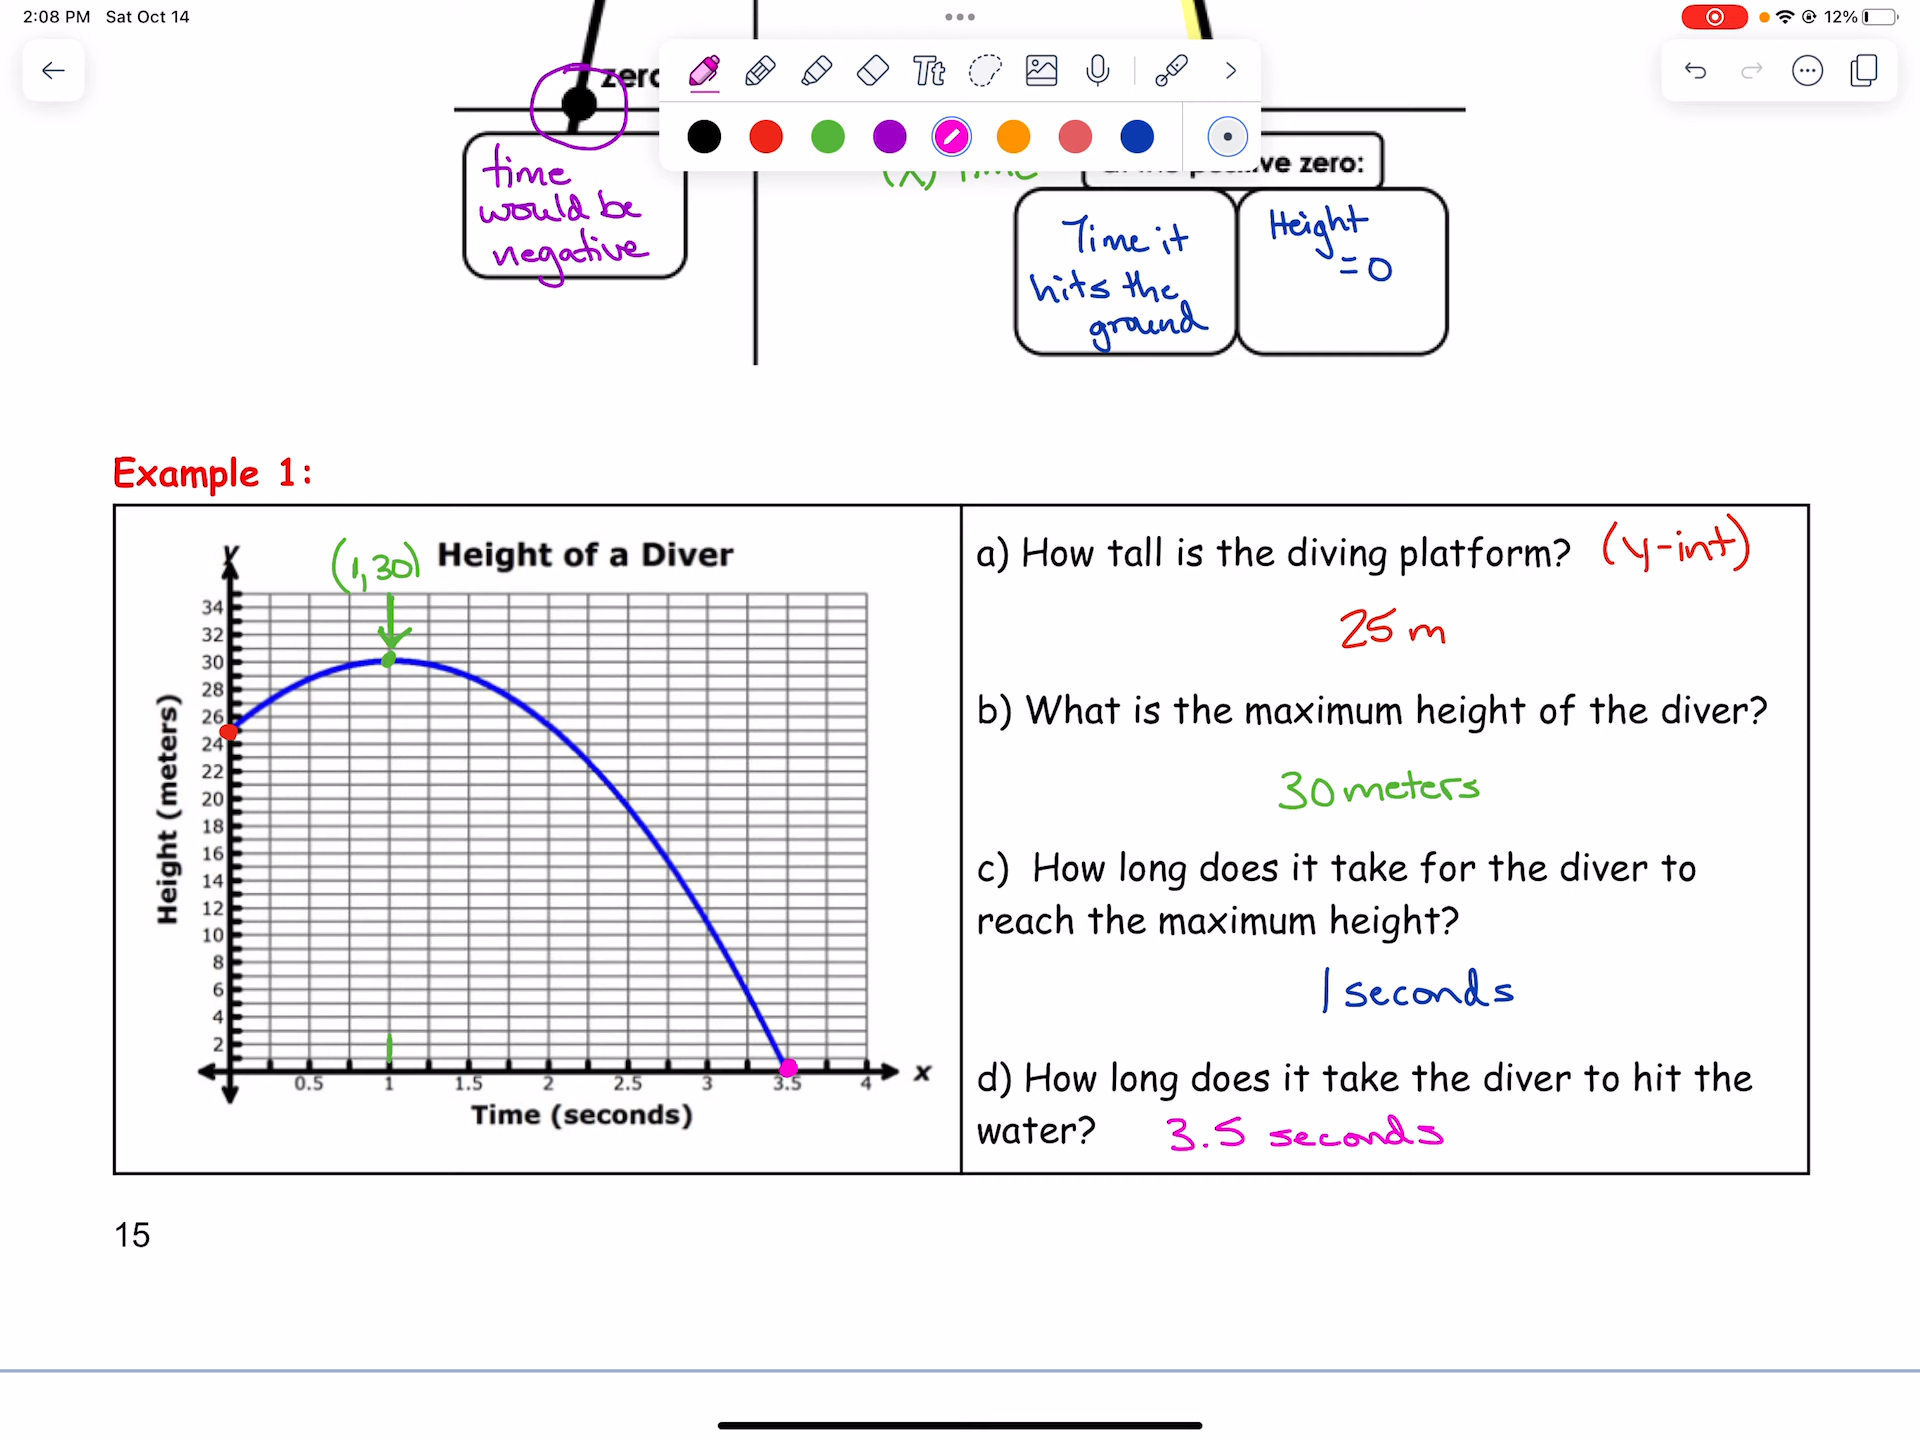 2:08 PM Sat Oct 14
12%
Tt
time
would be
negative
ve zero:
Time it
hits the
ground
Height
=0
Example 1:
y
(1,30)
Height of a Diver
34
32
30
28
26
24
22
20
18
16
14
12
10
8
6
4
2
Height (meters)
0.5 1 1.5 2 2.5 3 3.5 4
x
Time (seconds)
a) How tall is the diving platform? (y-int)
25 m
b) What is the maximum height of the diver?
30 meters
c) How long does it take for the diver to
reach the maximum height?
1 seconds
d) How long does it take the diver to hit the
water? 3.5 seconds
15